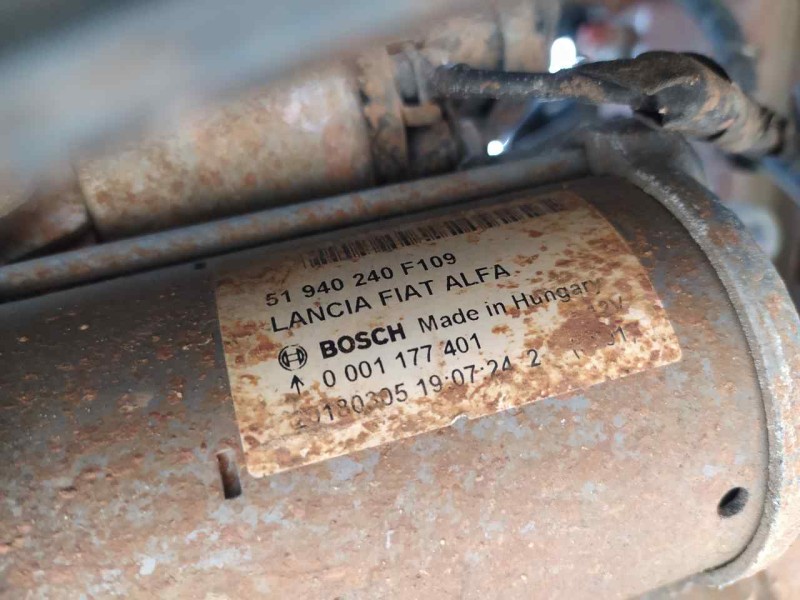 51 940 240 F109
LANCIA FIAT ALFA
BOSCH Made in Hungary
↑ 0 001 177 401 12V
20180305 19:07:24 2